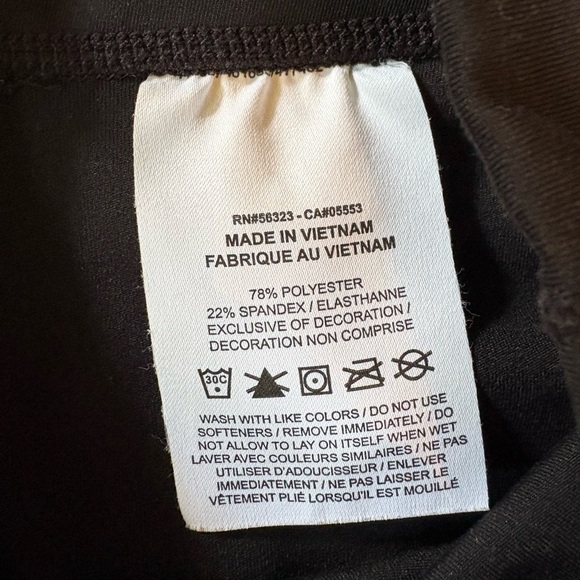 RN#56323 - CA#05553
MADE IN VIETNAM
FABRIQUE AU VIETNAM
78% POLYESTER
22% SPANDEX / ELASTHANNE
EXCLUSIVE OF DECORATION /
DECORATION NON COMPRISE
30C
WASH WITH LIKE COLORS / DO NOT USE
SOFTENERS / REMOVE IMMEDIATELY / DO
NOT ALLOW TO LAY ON ITSELF WHEN WET
LAVER AVEC COULEURS SIMILAIRES / NE PAS
UTILISER D'ADOUCISSEUR / ENLEVER
IMMEDIATEMENT / NE PAS LAISSER LE
VÊTEMENT PLIÉ LORSQU'IL EST MOUILLÉ